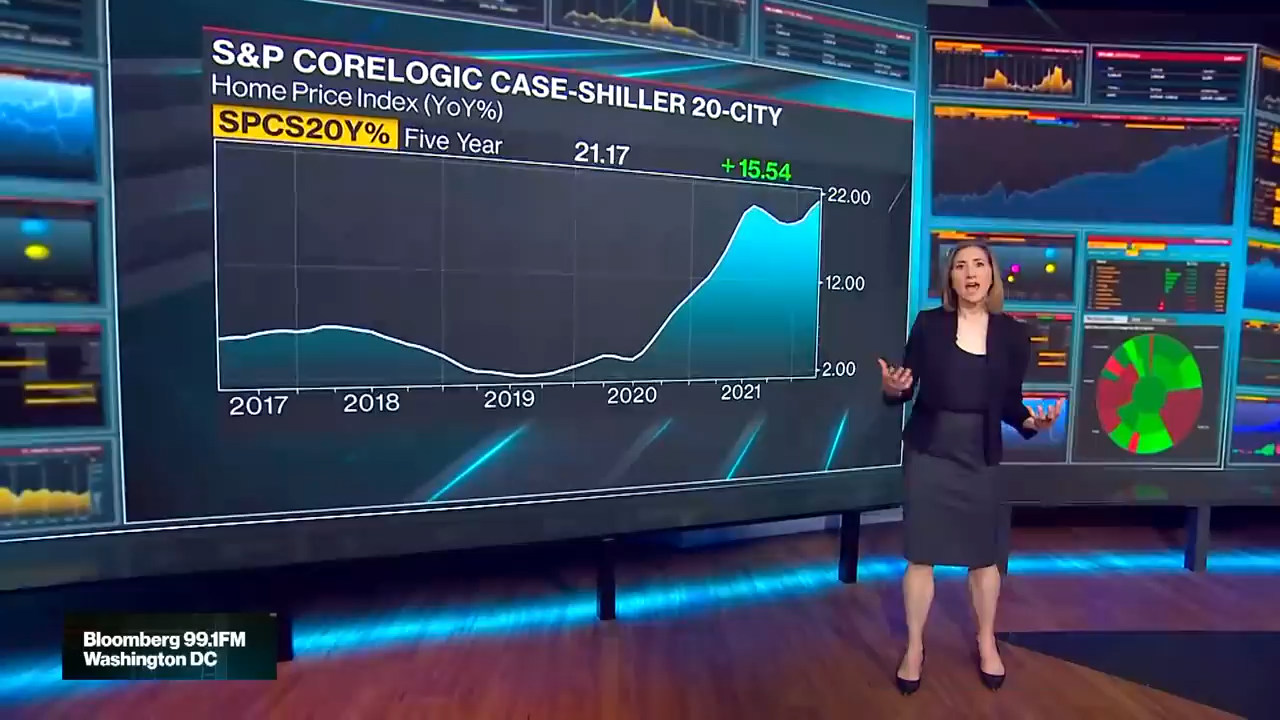 S&P CORELOGIC CASE-SHILLER 20-CITY
Home Price Index (YoY%)
SPCS20Y% Five Year 21.17 +15.54
22.00
12.00
2.00
2017 2018 2019 2020 2021
Bloomberg 99.1FM
Washington DC